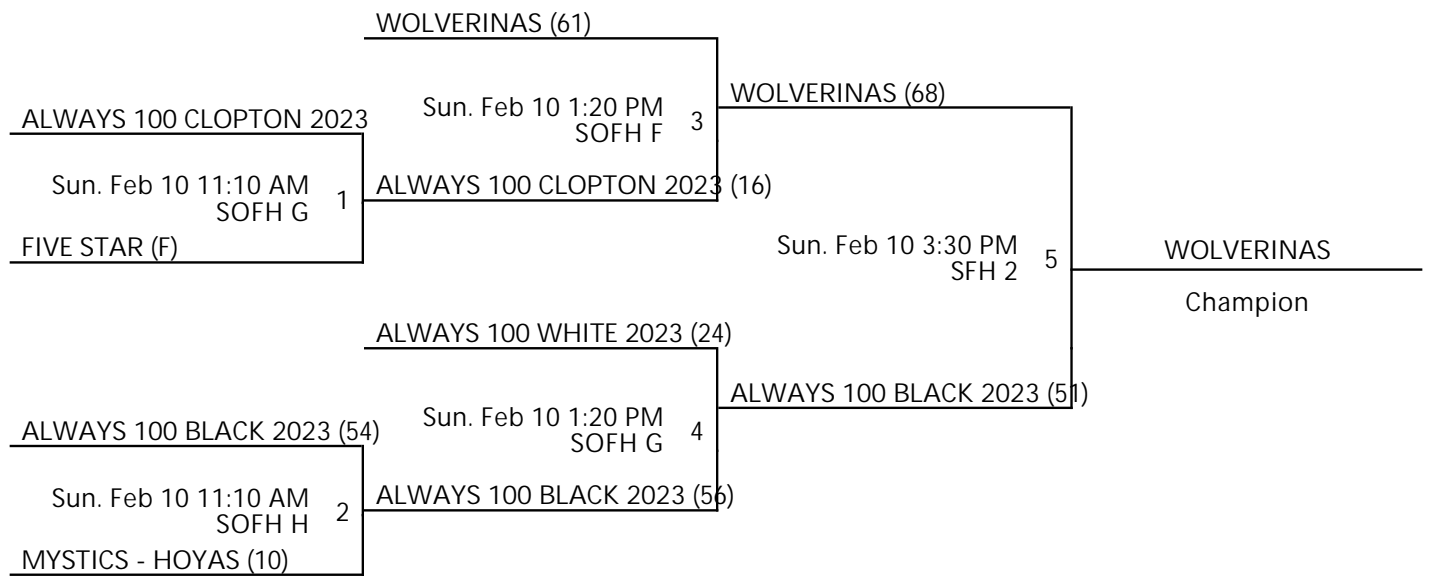 WOLVERINAS (61)
Sun. Feb 10 1:20 PM
SOFH F
3
WOLVERINAS (68)
ALWAYS 100 CLOPTON 2023
Sun. Feb 10 11:10 AM
SOFH G
1
ALWAYS 100 CLOPTON 2023 (16)
FIVE STAR (F)
Sun. Feb 10 3:30 PM
SFH 2
5
WOLVERINAS
Champion
ALWAYS 100 WHITE 2023 (24)
Sun. Feb 10 1:20 PM
SOFH G
4
ALWAYS 100 BLACK 2023 (51)
ALWAYS 100 BLACK 2023 (54)
Sun. Feb 10 11:10 AM
SOFH H
2
ALWAYS 100 BLACK 2023 (56)
MYSTICS - HOYAS (10)